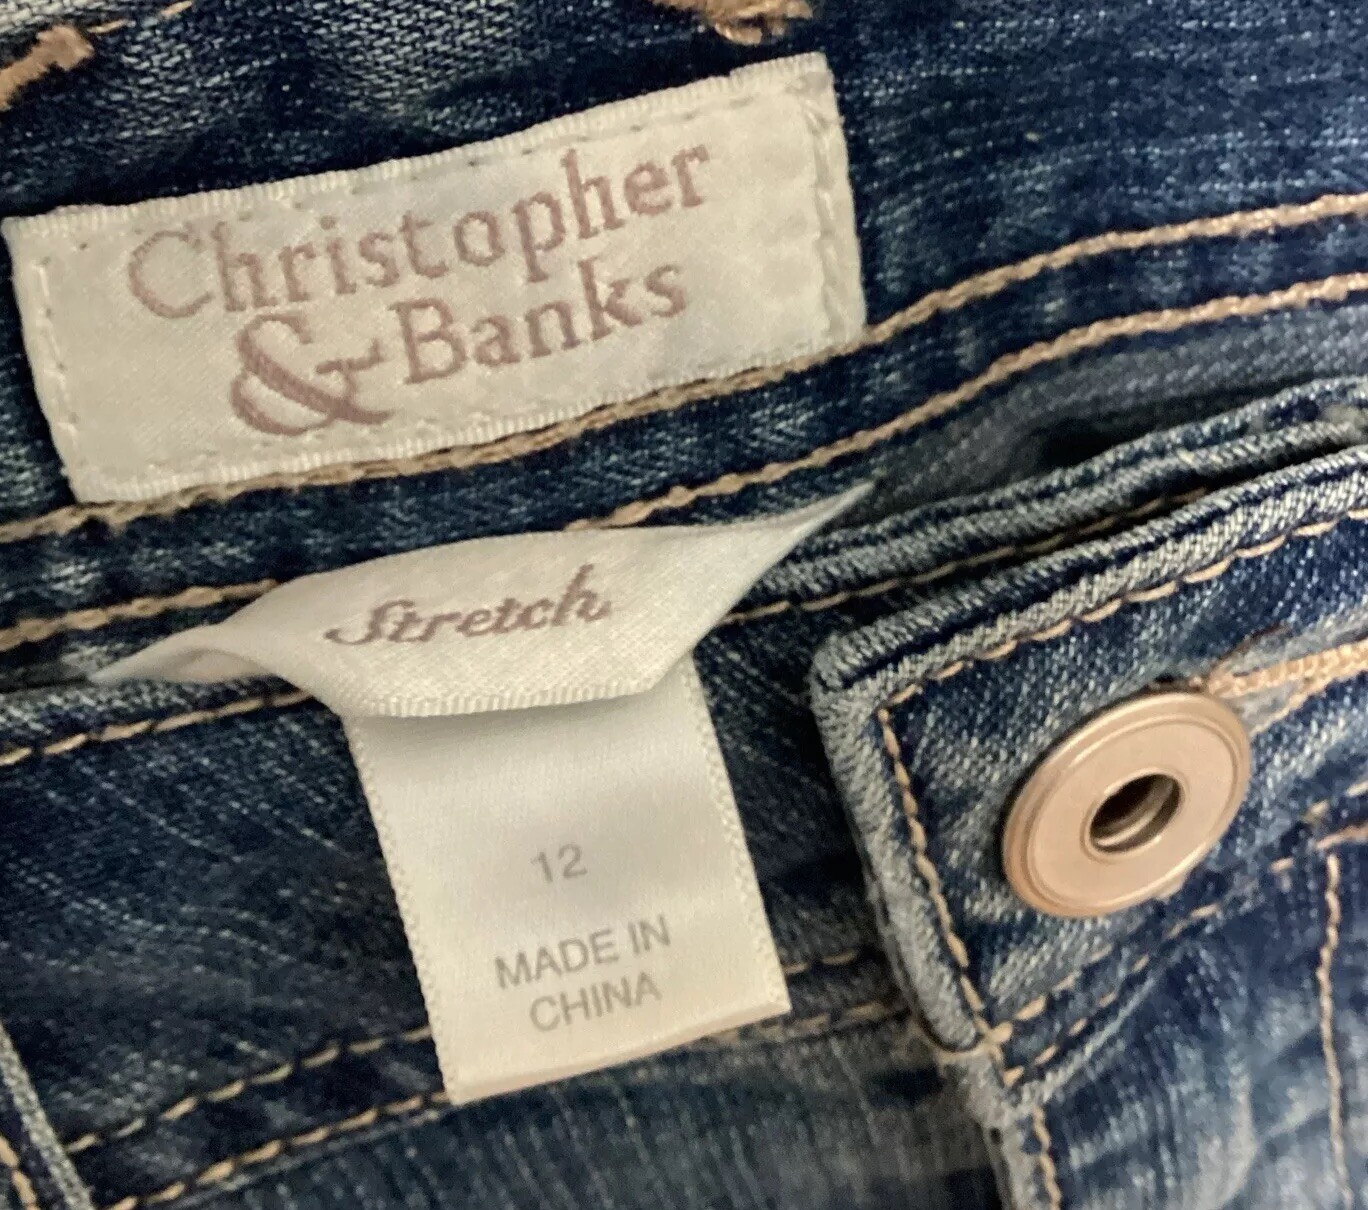 Christopher
& Banks
Stretch
12
MADE IN
CHINA